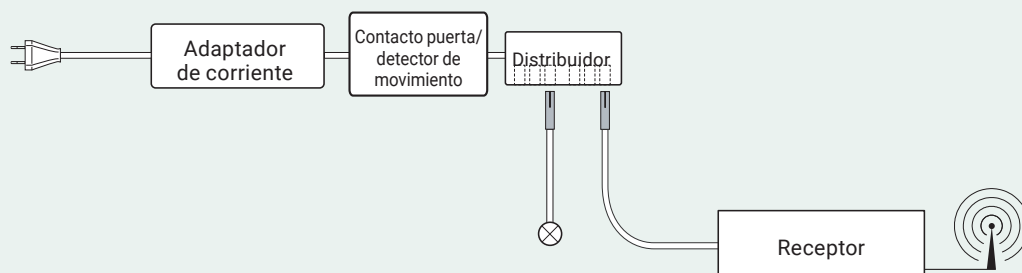 Adaptador
de corriente
Contacto puerta/
detector de
movimiento
Distribuidor
Receptor